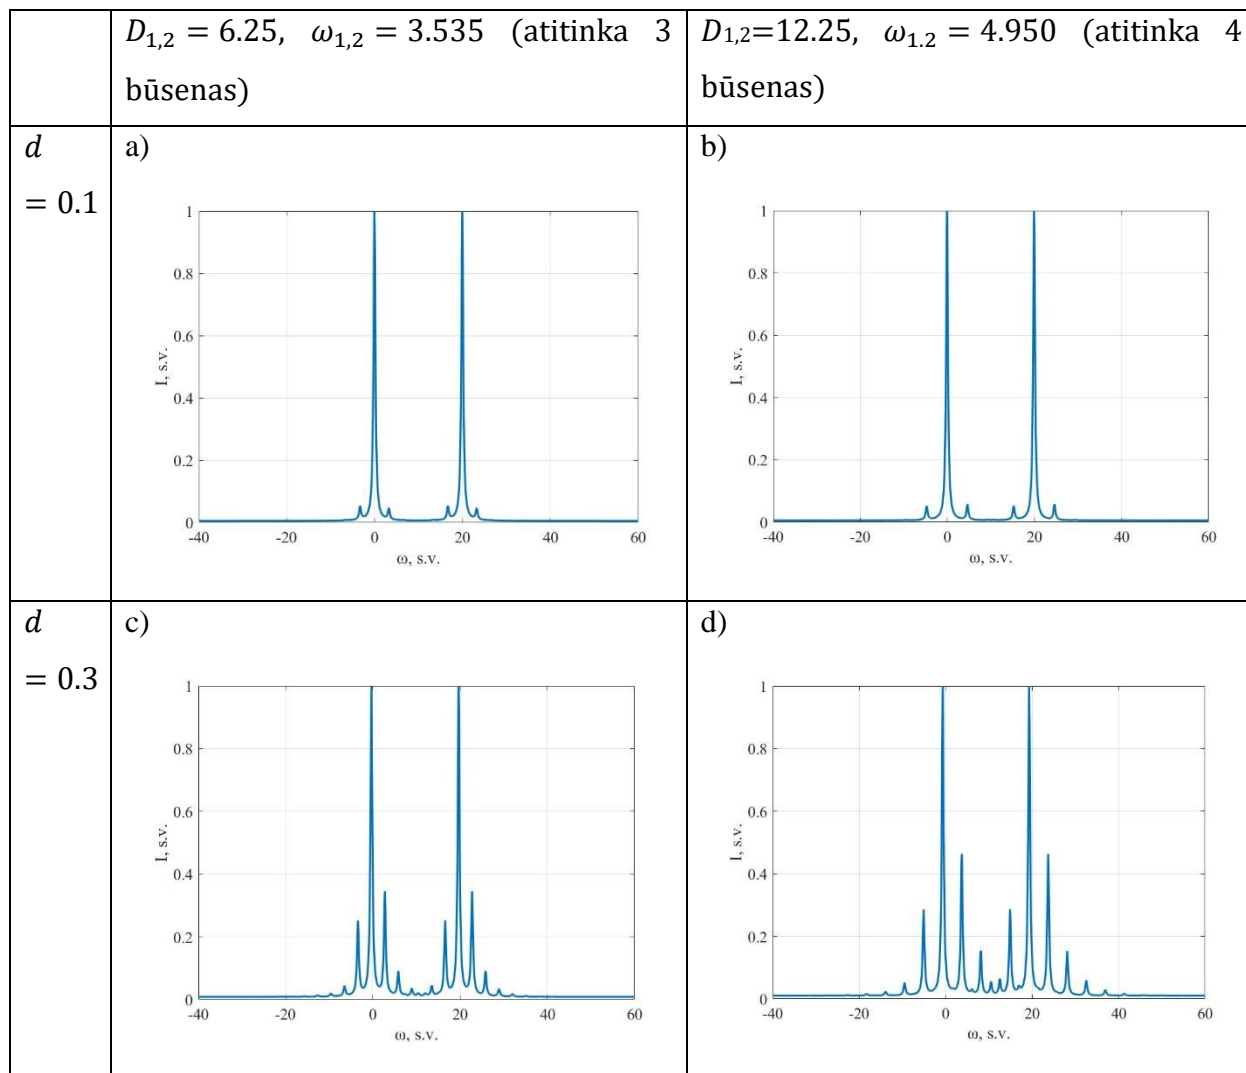 D₁,₂ = 6.25, ω₁,₂ = 3.535 (atitinka 3
būsenas)
D₁,₂=12.25, ω₁.₂ = 4.950 (atitinka 4
būsenas)
d
= 0.1
a)
1
0.8
0.6
0.4
0.2
0
I, s.v.
-40 -20 0 20 40 60
ω, s.v.
b)
1
0.8
0.6
0.4
0.2
0
I, s.v.
-40 -20 0 20 40 60
ω, s.v.
d
= 0.3
c)
1
0.8
0.6
0.4
0.2
0
I, s.v.
-40 -20 0 20 40 60
ω, s.v.
d)
1
0.8
0.6
0.4
0.2
0
I, s.v.
-40 -20 0 20 40 60
ω, s.v.